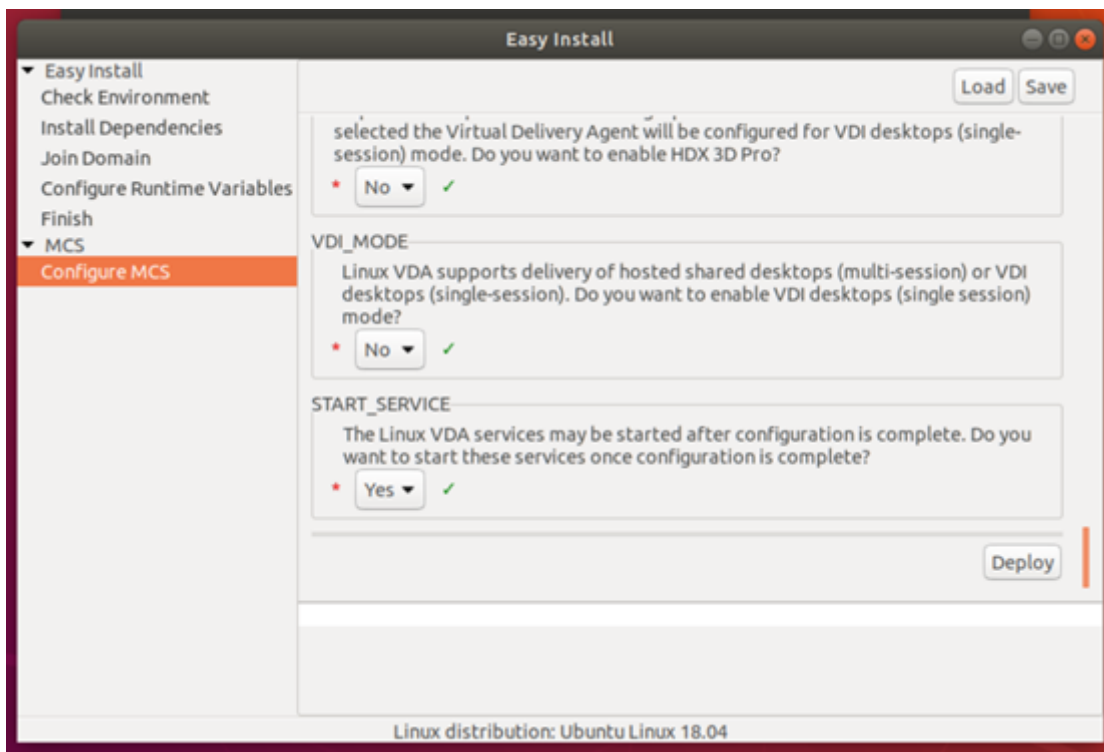 Easy Install
Easy Install
Check Environment
Install Dependencies
Join Domain
Configure Runtime Variables
Finish
MCS
Configure MCS
Load Save
selected the Virtual Delivery Agent will be configured for VDI desktops (single-
session) mode. Do you want to enable HDX 3D Pro?
* No ✓
VDI_MODE
Linux VDA supports delivery of hosted shared desktops (multi-session) or VDI
desktops (single-session). Do you want to enable VDI desktops (single session)
mode?
* No ✓
START_SERVICE
The Linux VDA services may be started after configuration is complete. Do you
want to start these services once configuration is complete?
* Yes ✓
Deploy
Linux distribution: Ubuntu Linux 18.04